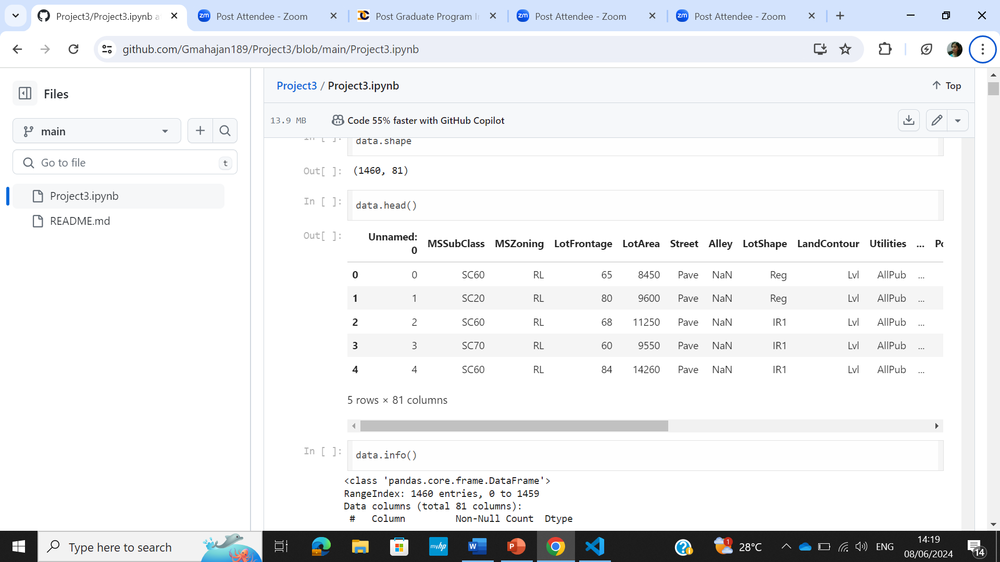 Project3/Project3.ipynb a
Post Attendee - Zoom
Post Graduate Program I
Post Attendee - Zoom
Post Attendee - Zoom
github.com/Gmahajan189/Project3/blob/main/Project3.ipynb
Files
main
Go to file
t
Project3.ipynb
README.md
Project3 / Project3.ipynb
Top
13.9 MB
Code 55% faster with GitHub Copilot
In [ ]: data.shape
Out[ ]: (1460, 81)
In [ ]: data.head()
Out[ ]:
Unnamed: 0 MSSubClass MSZoning LotFrontage LotArea Street Alley LotShape LandContour Utilities ...
0 0 SC60 RL 65 8450 Pave NaN Reg Lvl AllPub ...
1 1 SC20 RL 80 9600 Pave NaN Reg Lvl AllPub ...
2 2 SC60 RL 68 11250 Pave NaN IR1 Lvl AllPub ...
3 3 SC70 RL 60 9550 Pave NaN IR1 Lvl AllPub ...
4 4 SC60 RL 84 14260 Pave NaN IR1 Lvl AllPub ...
5 rows × 81 columns
In [ ]: data.info()
<class 'pandas.core.frame.DataFrame'>
RangeIndex: 1460 entries, 0 to 1459
Data columns (total 81 columns):
# Column Non-Null Count Dtype
Type here to search
myhp
1
28°C
ENG
14:19
08/06/2024
14